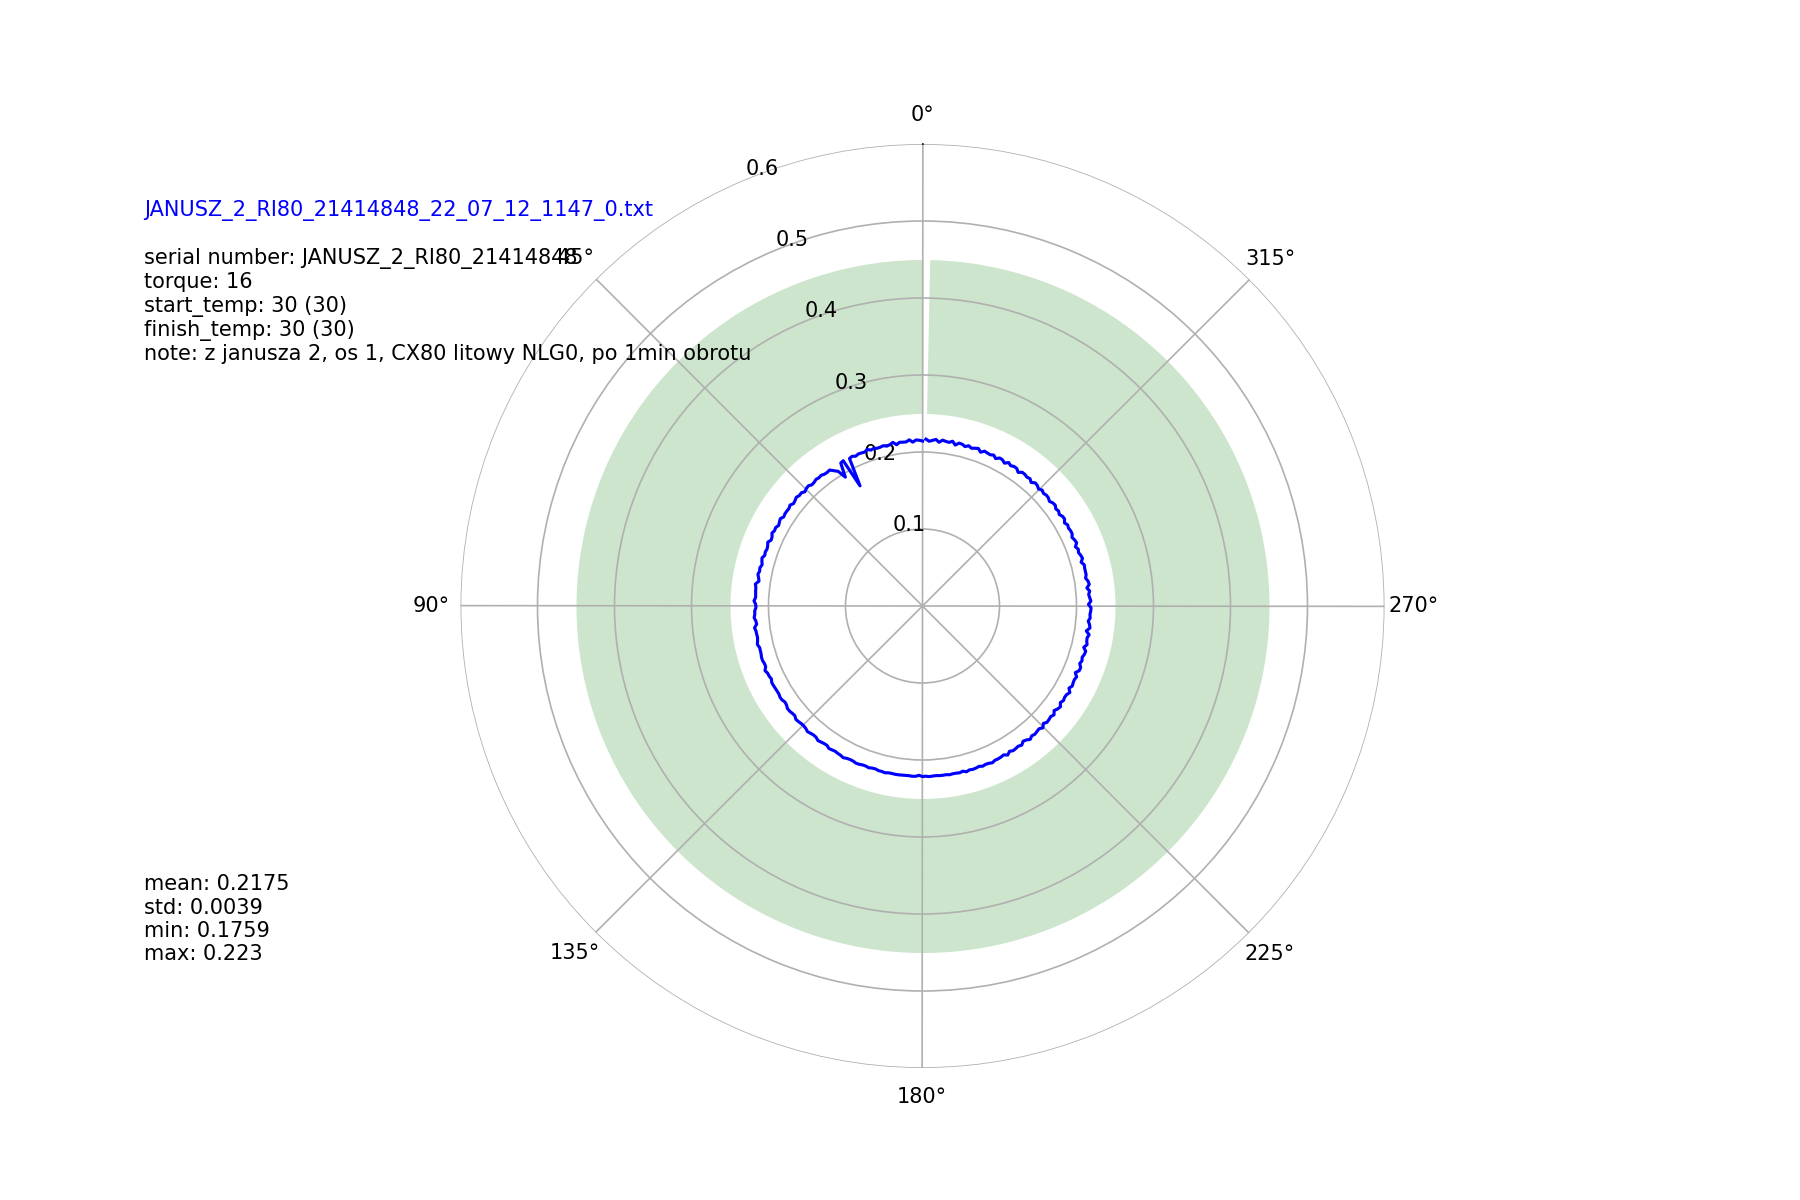 0°
0.6
JANUSZ_2_RI80_21414848_22_07_12_1147_0.txt
0.5
serial number: JANUSZ_2_RI80_21414848
45°
315°
torque: 16
start_temp: 30 (30)
0.4
finish_temp: 30 (30)
note: z janusza 2, os 1, CX80 litowy NLG0, po 1min obrotu
0.3
0.2
0.1
90°
270°
mean: 0.2175
std: 0.0039
min: 0.1759
max: 0.223
135°
225°
180°